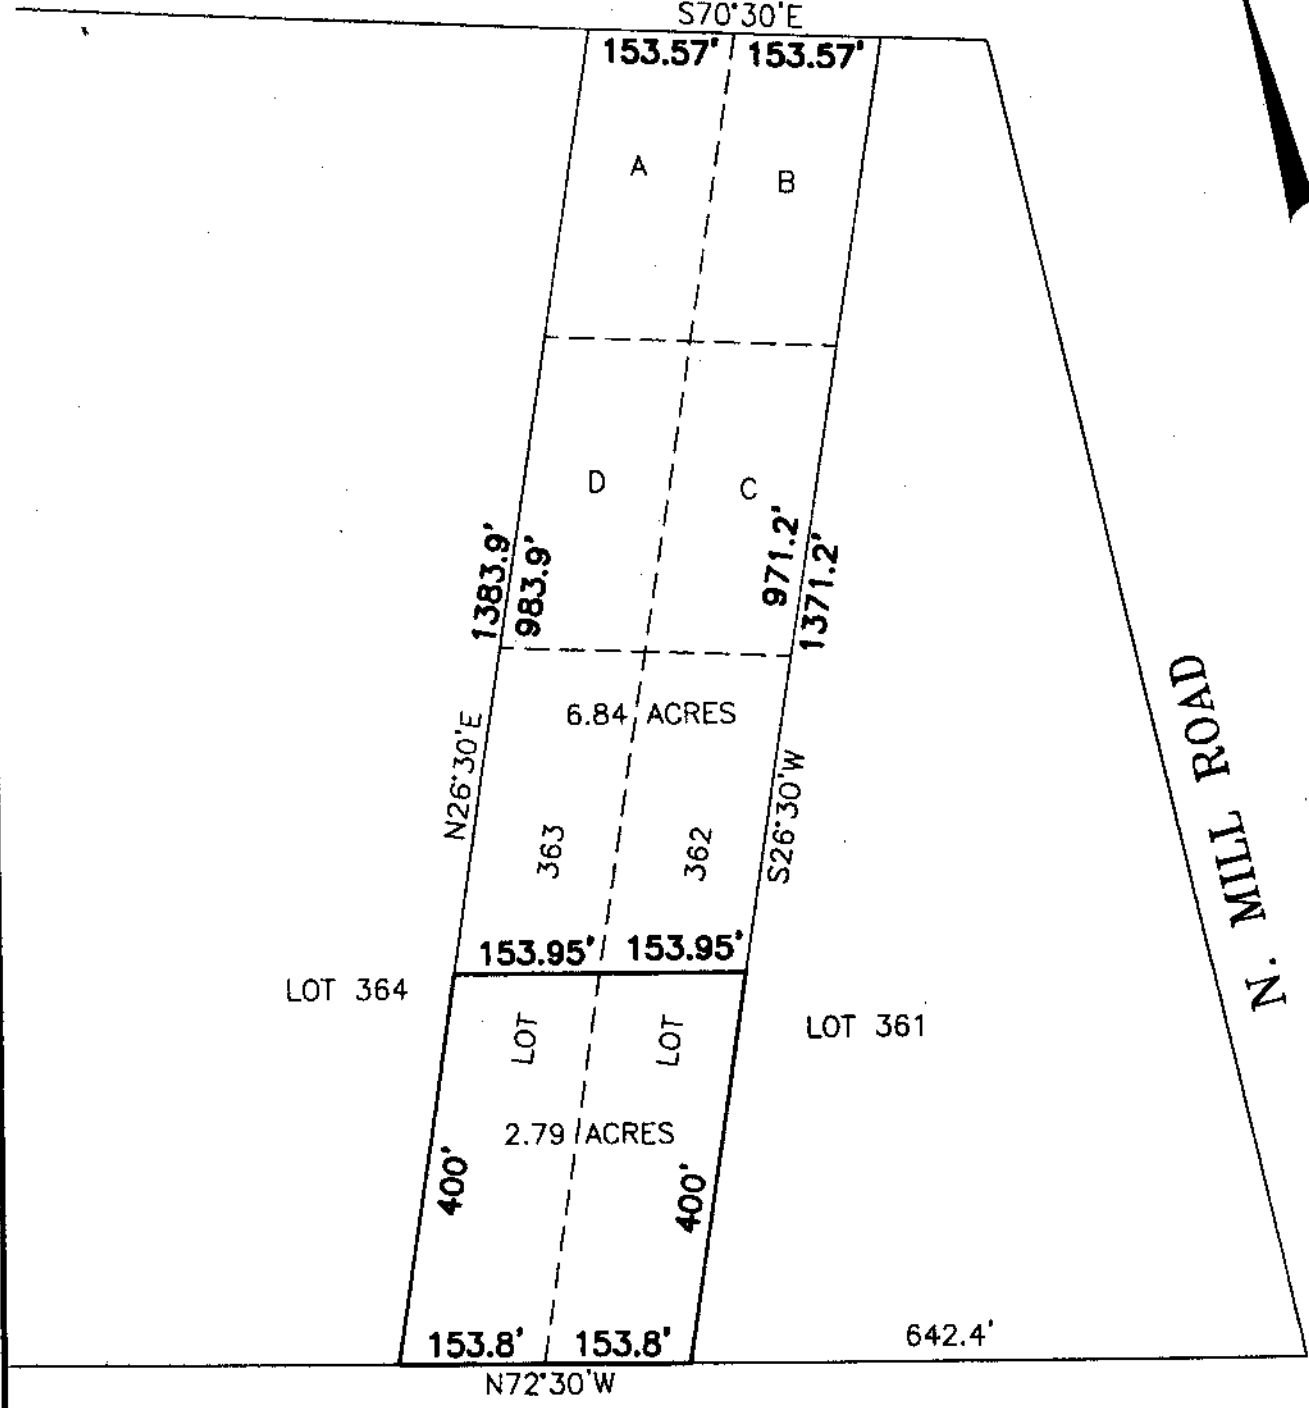 S70°30'E
153.57' 153.57'
A
B
D
C
1383.9'
983.9'
971.2'
1371.2'
6.84 ACRES
N26°30'E
S26°30'W
363
362
153.95' 153.95'
LOT 364
LOT
LOT
LOT 361
2.79 ACRES
400'
400'
153.8' 153.8'
642.4'
N72°30'W
N. MILL ROAD